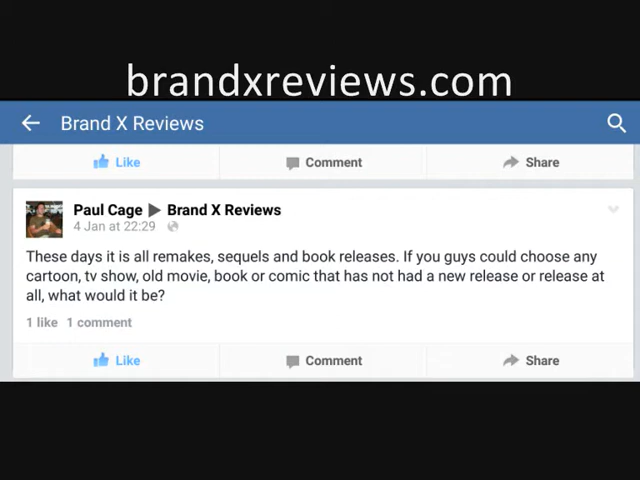 brandxreviews.com
Brand X Reviews
Like Comment Share
Paul Cage ▶ Brand X Reviews
4 Jan at 22:29
These days it is all remakes, sequels and book releases. If you guys could choose any
cartoon, tv show, old movie, book or comic that has not had a new release or release at
all, what would it be?
1 like 1 comment
Like Comment Share